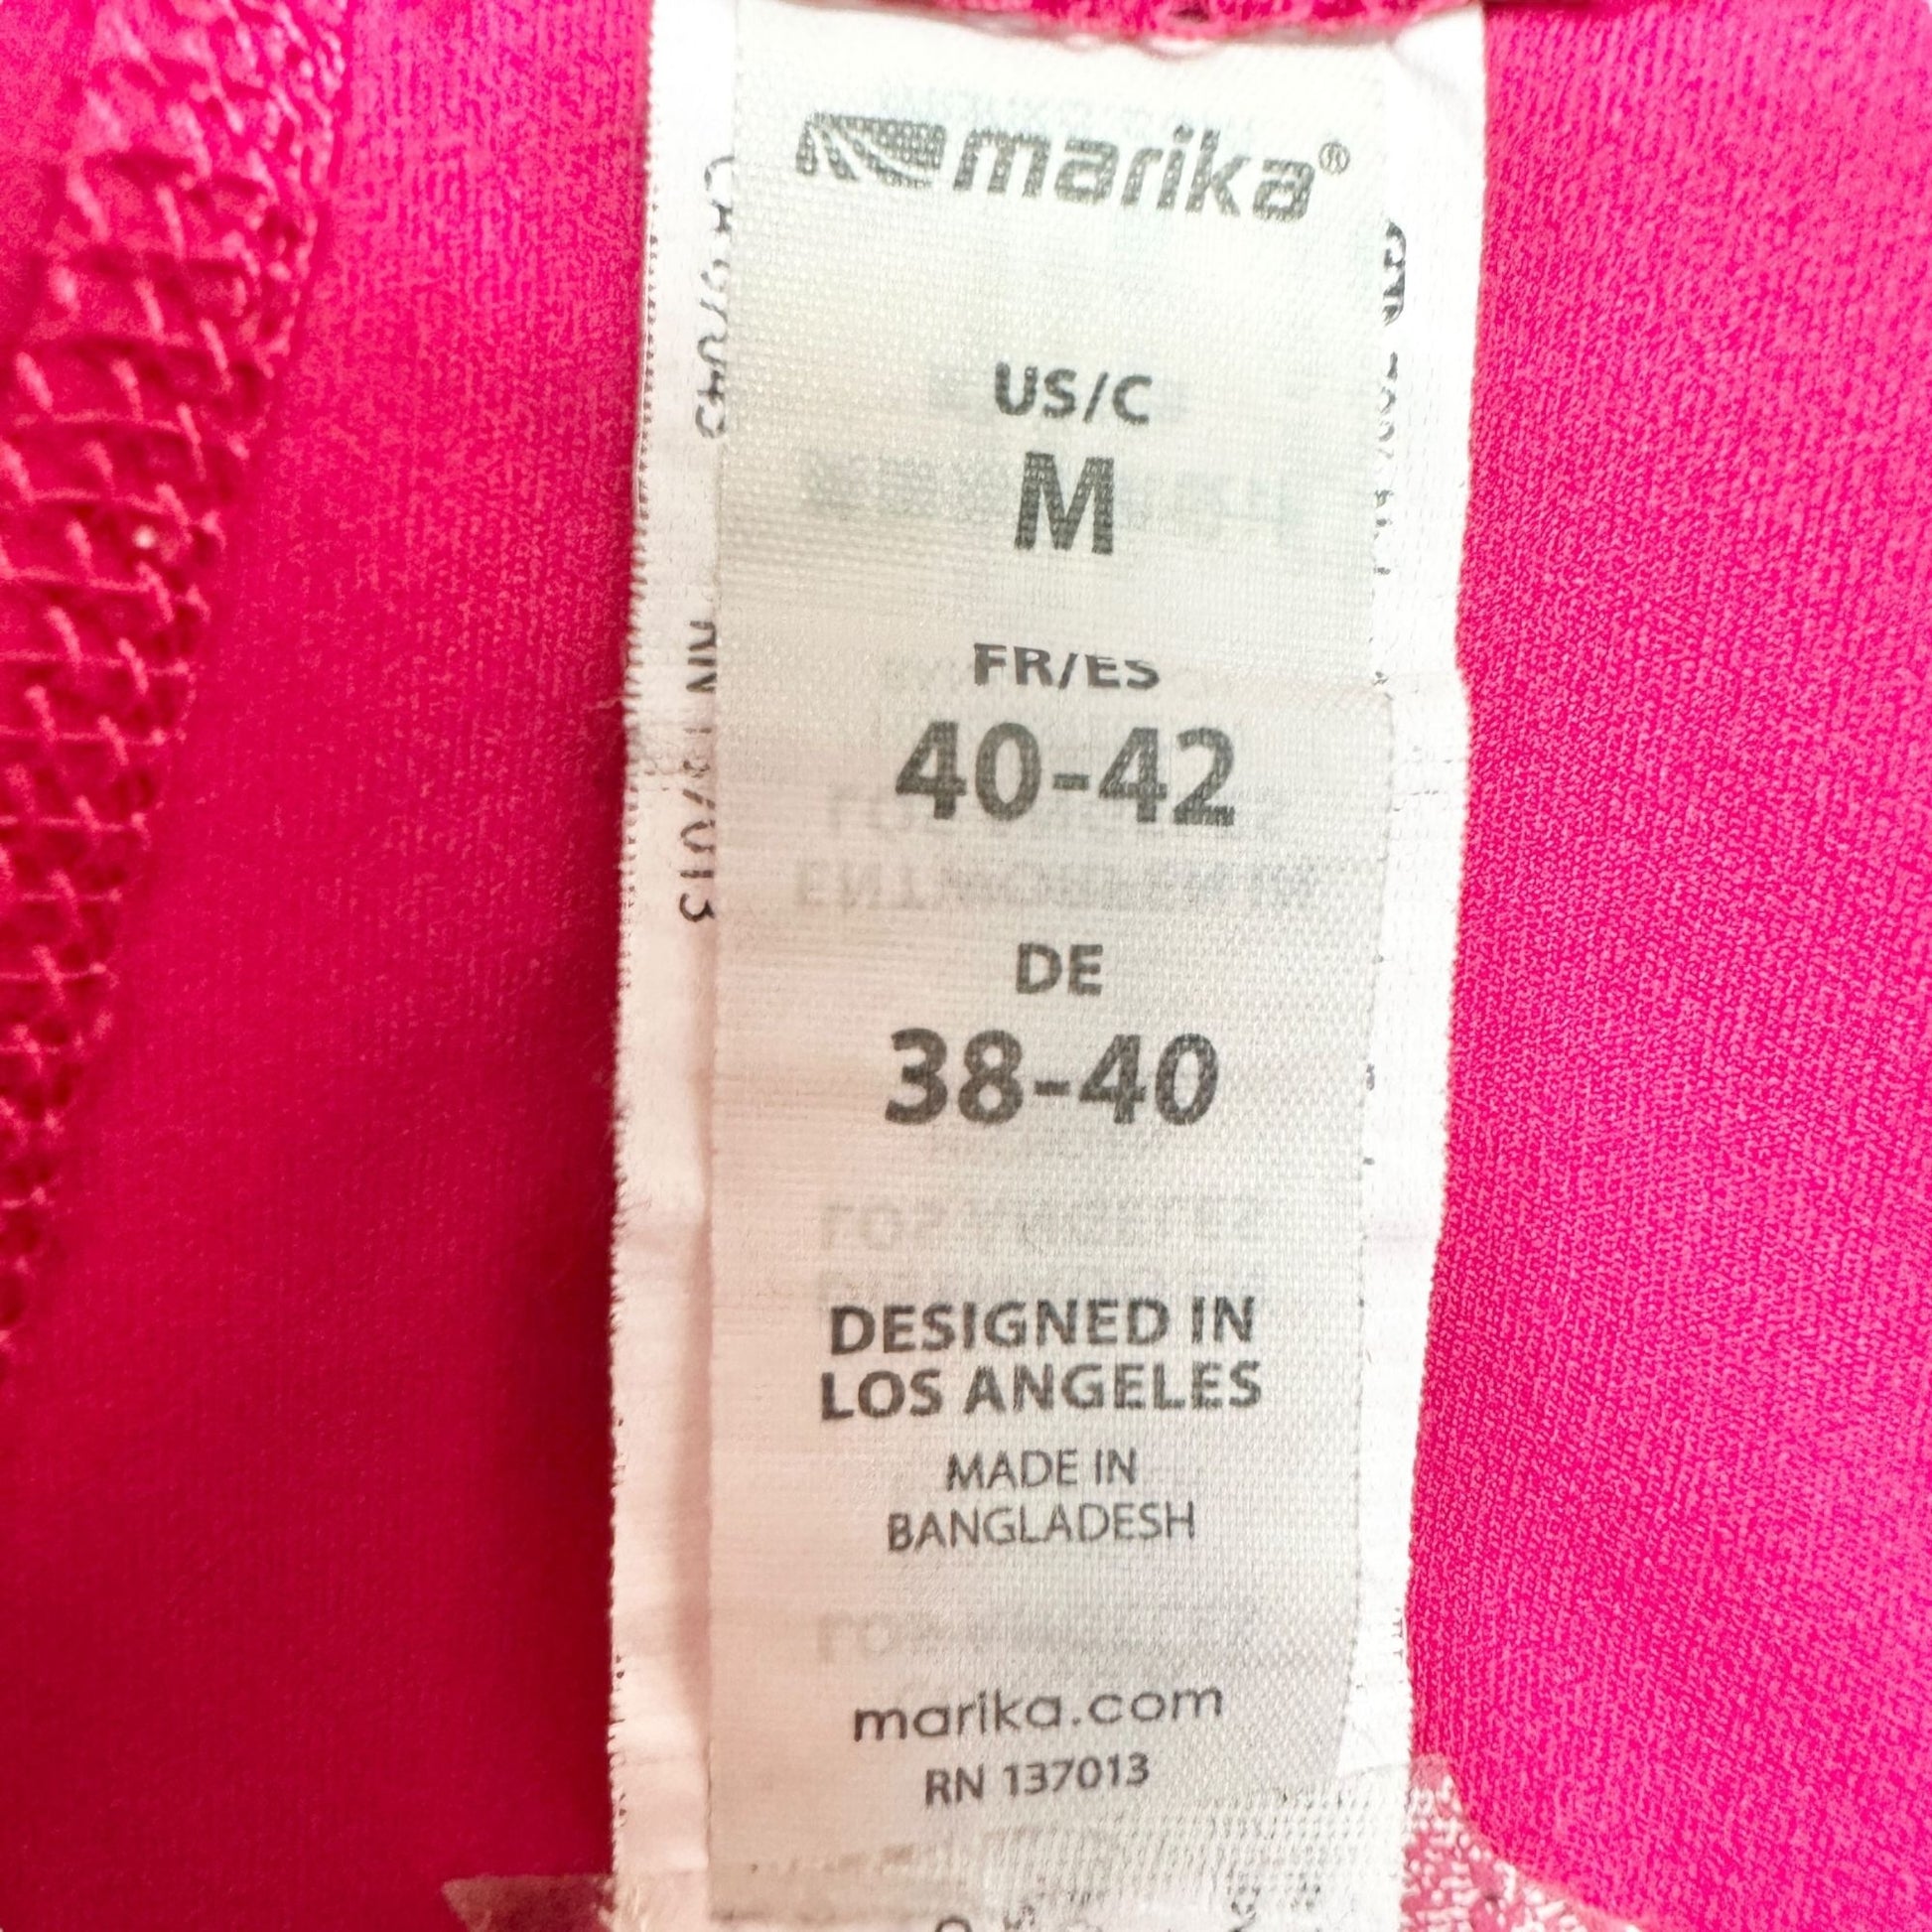 marika®
US/C
M
FR/ES
40-42
DE
38-40
DESIGNED IN
LOS ANGELES
MADE IN
BANGLADESH
marika.com
RN 137013